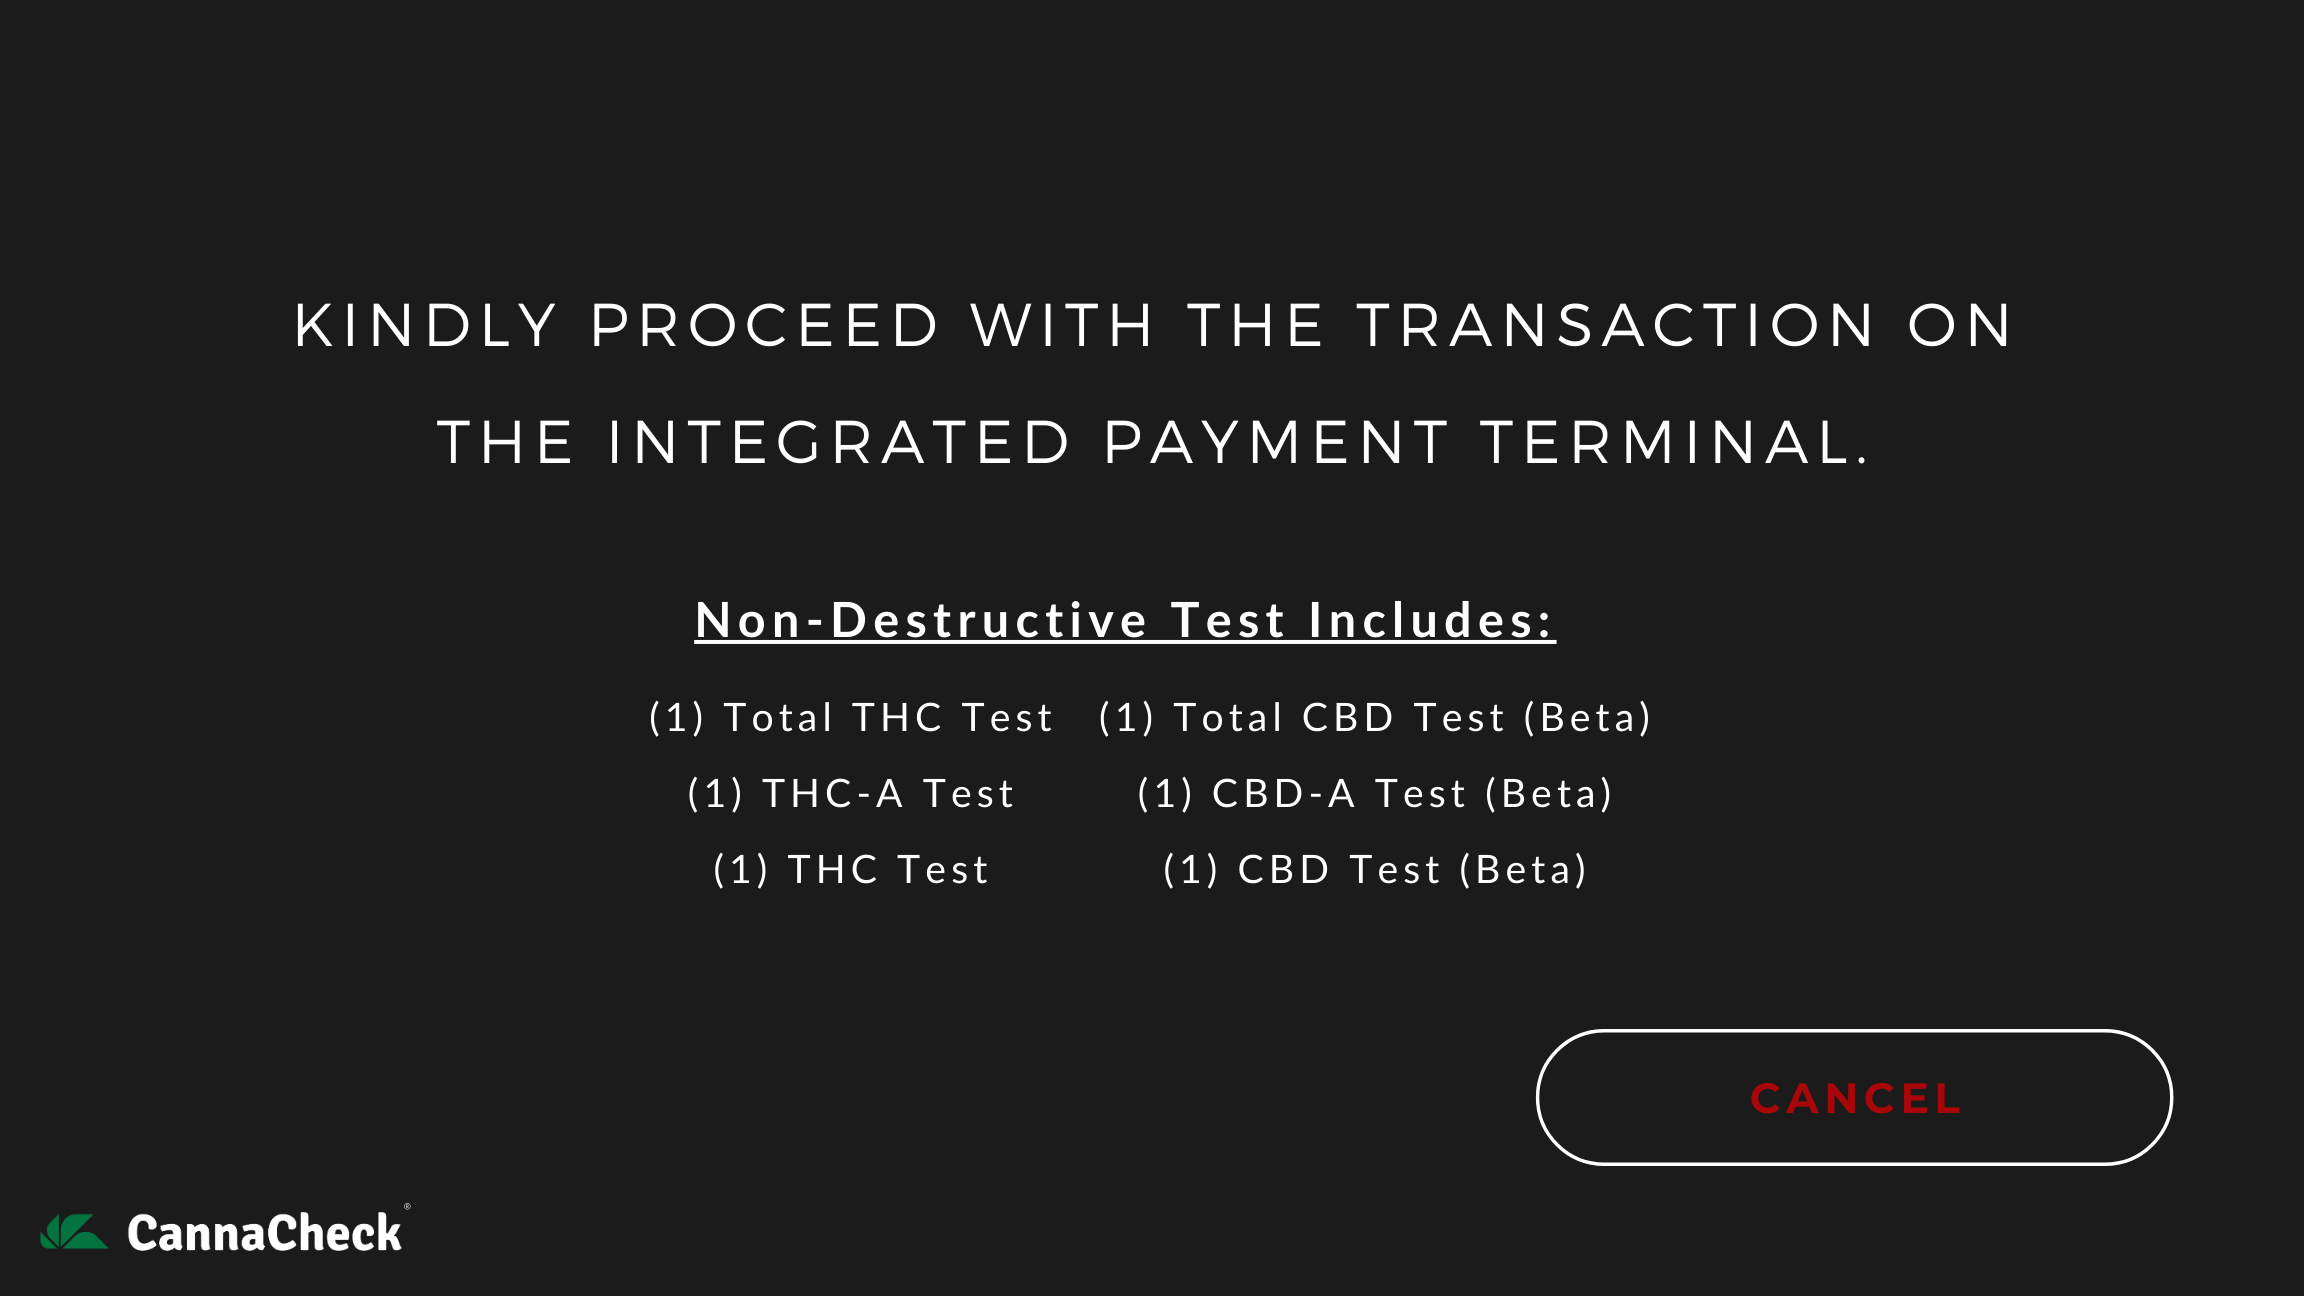 KINDLY PROCEED WITH THE TRANSACTION ON
THE INTEGRATED PAYMENT TERMINAL.
Non-Destructive Test Includes:
(1) Total THC Test (1) Total CBD Test (Beta)
(1) THC-A Test (1) CBD-A Test (Beta)
(1) THC Test (1) CBD Test (Beta)
CANCEL
CannaCheck®